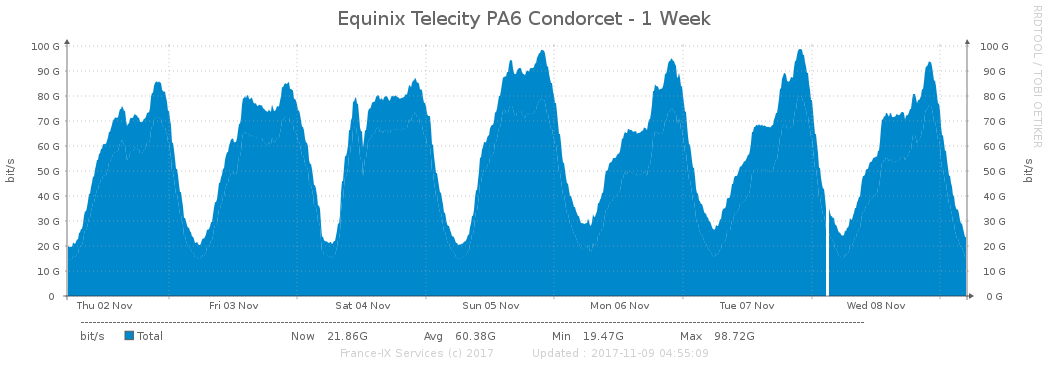 Equinix Telecity PA6 Condorcet - 1 Week
RRDTOOL / TOBI OETIKER
100 G 100 G
90 G 90 G
80 G 80 G
70 G 70 G
60 G 60 G
50 G 50 G
40 G 40 G
30 G 30 G
20 G 20 G
10 G 10 G
0 0 G
bit/s
bit/s
Thu 02 Nov Fri 03 Nov Sat 04 Nov Sun 05 Nov Mon 06 Nov Tue 07 Nov Wed 08 Nov
bit/s Total Now 21.86G Avg 60.38G Min 19.47G Max 98.72G
France-IX Services (c) 2017 Updated : 2017-11-09 04:55:09